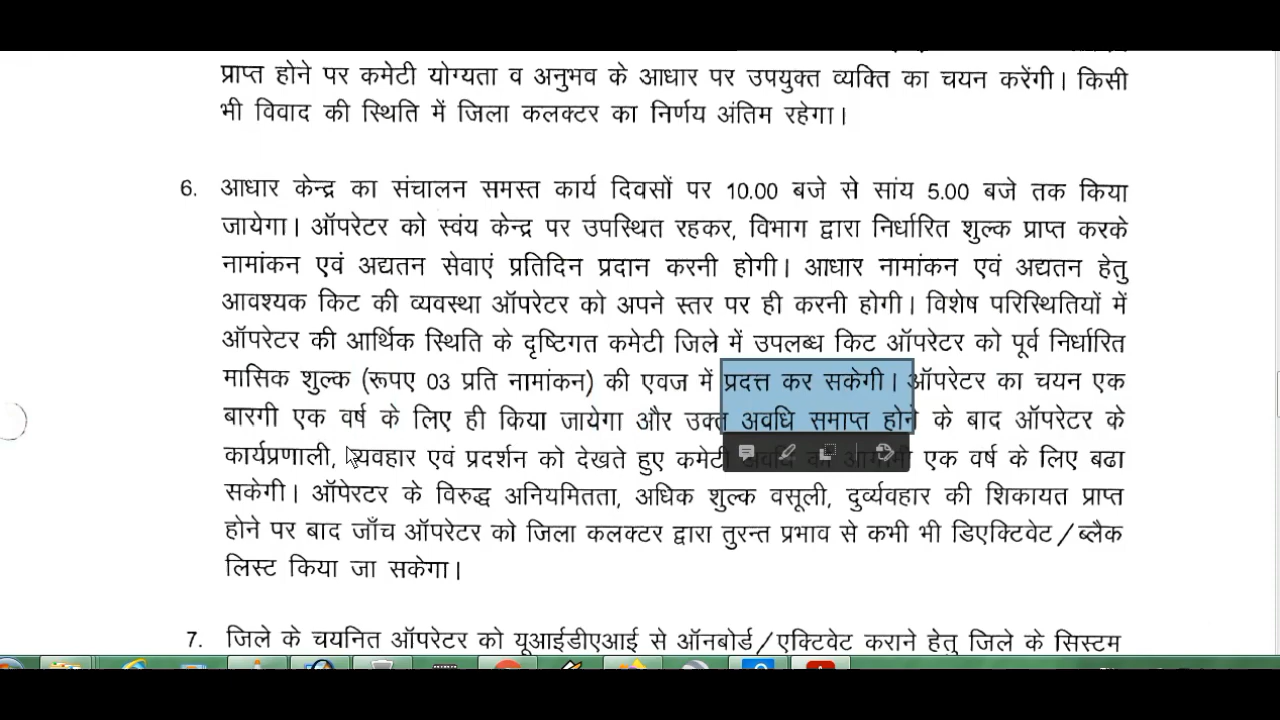 प्राप्त होने पर कमेटी योग्यता व अनुभव के आधार पर उपयुक्त व्यक्ति का चयन करेंगी। किसी
भी विवाद की स्थिति में जिला कलक्टर का निर्णय अंतिम रहेगा।
6. आधार केन्द्र का संचालन समस्त कार्य दिवसों पर 10.00 बजे से सांय 5.00 बजे तक किया
जायेगा। ऑपरेटर को स्वंय केन्द्र पर उपस्थित रहकर, विभाग द्वारा निर्धारित शुल्क प्राप्त करके
नामांकन एवं अद्यतन सेवाएं प्रतिदिन प्रदान करनी होगी। आधार नामांकन एवं अद्यतन हेतु
आवश्यक किट की व्यवस्था ऑपरेटर को अपने स्तर पर ही करनी होगी। विशेष परिस्थितियों में
ऑपरेटर की आर्थिक स्थिति के दृष्टिगत कमेटी जिले में उपलब्ध किट ऑपरेटर को पूर्व निर्धारित
मासिक शुल्क (रूपए 03 प्रति नामांकन) की एवज में प्रदत्त कर सकेगी। ऑपरेटर का चयन एक
बारगी एक वर्ष के लिए ही किया जायेगा और उक्त अवधि समाप्त होने के बाद ऑपरेटर के
कार्यप्रणाली, व्यवहार एवं प्रदर्शन को देखते हुए कमेटी अवधि को आगामी एक वर्ष के लिए बढा
सकेगी। ऑपेरटर के विरुद्ध अनियमितता, अधिक शुल्क वसूली, दुर्व्यवहार की शिकायत प्राप्त
होने पर बाद जाँच ऑपरेटर को जिला कलक्टर द्वारा तुरन्त प्रभाव से कभी भी डिएक्टिवेट/ब्लैक
लिस्ट किया जा सकेगा।
7. जिले के चयनित ऑपरेटर को यूआईडीएआई से ऑनबोर्ड/एक्टिवेट कराने हेतु जिले के सिस्टम